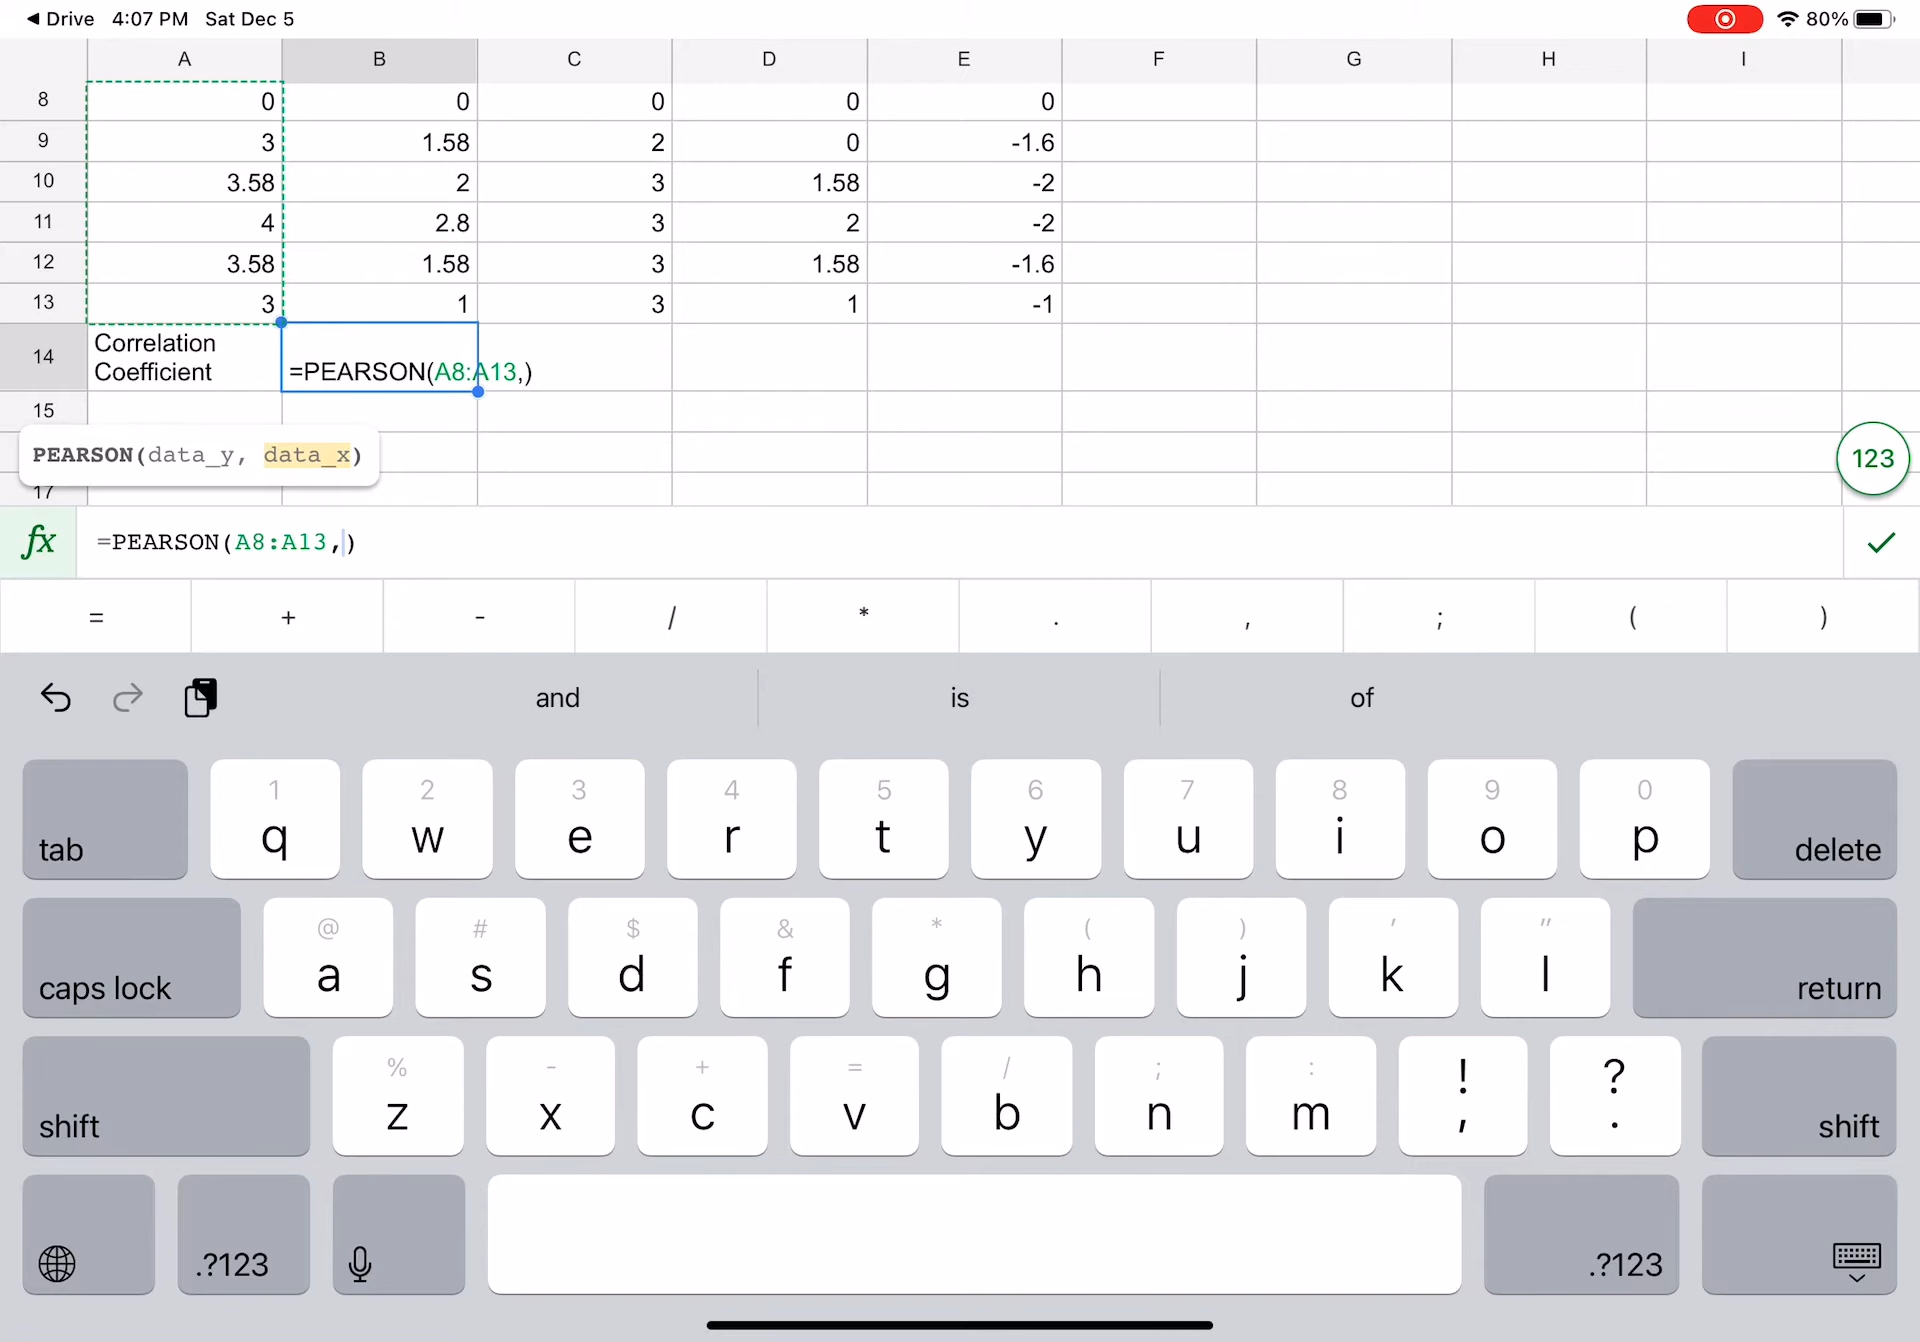 ◀ Drive 4:07 PM Sat Dec 5 80%
A B C D E F G H I
8 0 0 0 0 0
9 3 1.58 2 0 -1.6
10 3.58 2 3 1.58 -2
11 4 2.8 3 2 -2
12 3.58 1.58 3 1.58 -1.6
13 3 1 3 1 -1
14 Correlation
Coefficient =PEARSON(A8:A13,)
15
PEARSON(data_y, data_x)
123
17
fx =PEARSON(A8:A13,)
= + - / * . , ; ( )
and is of
1 2 3 4 5 6 7 8 9 0
tab q w e r t y u i o p delete
@ # $ & * ( ) ' "
caps lock a s d f g h j k l return
% - + = / ; : ! ?
shift z x c v b n m , . shift
.?123 .?123